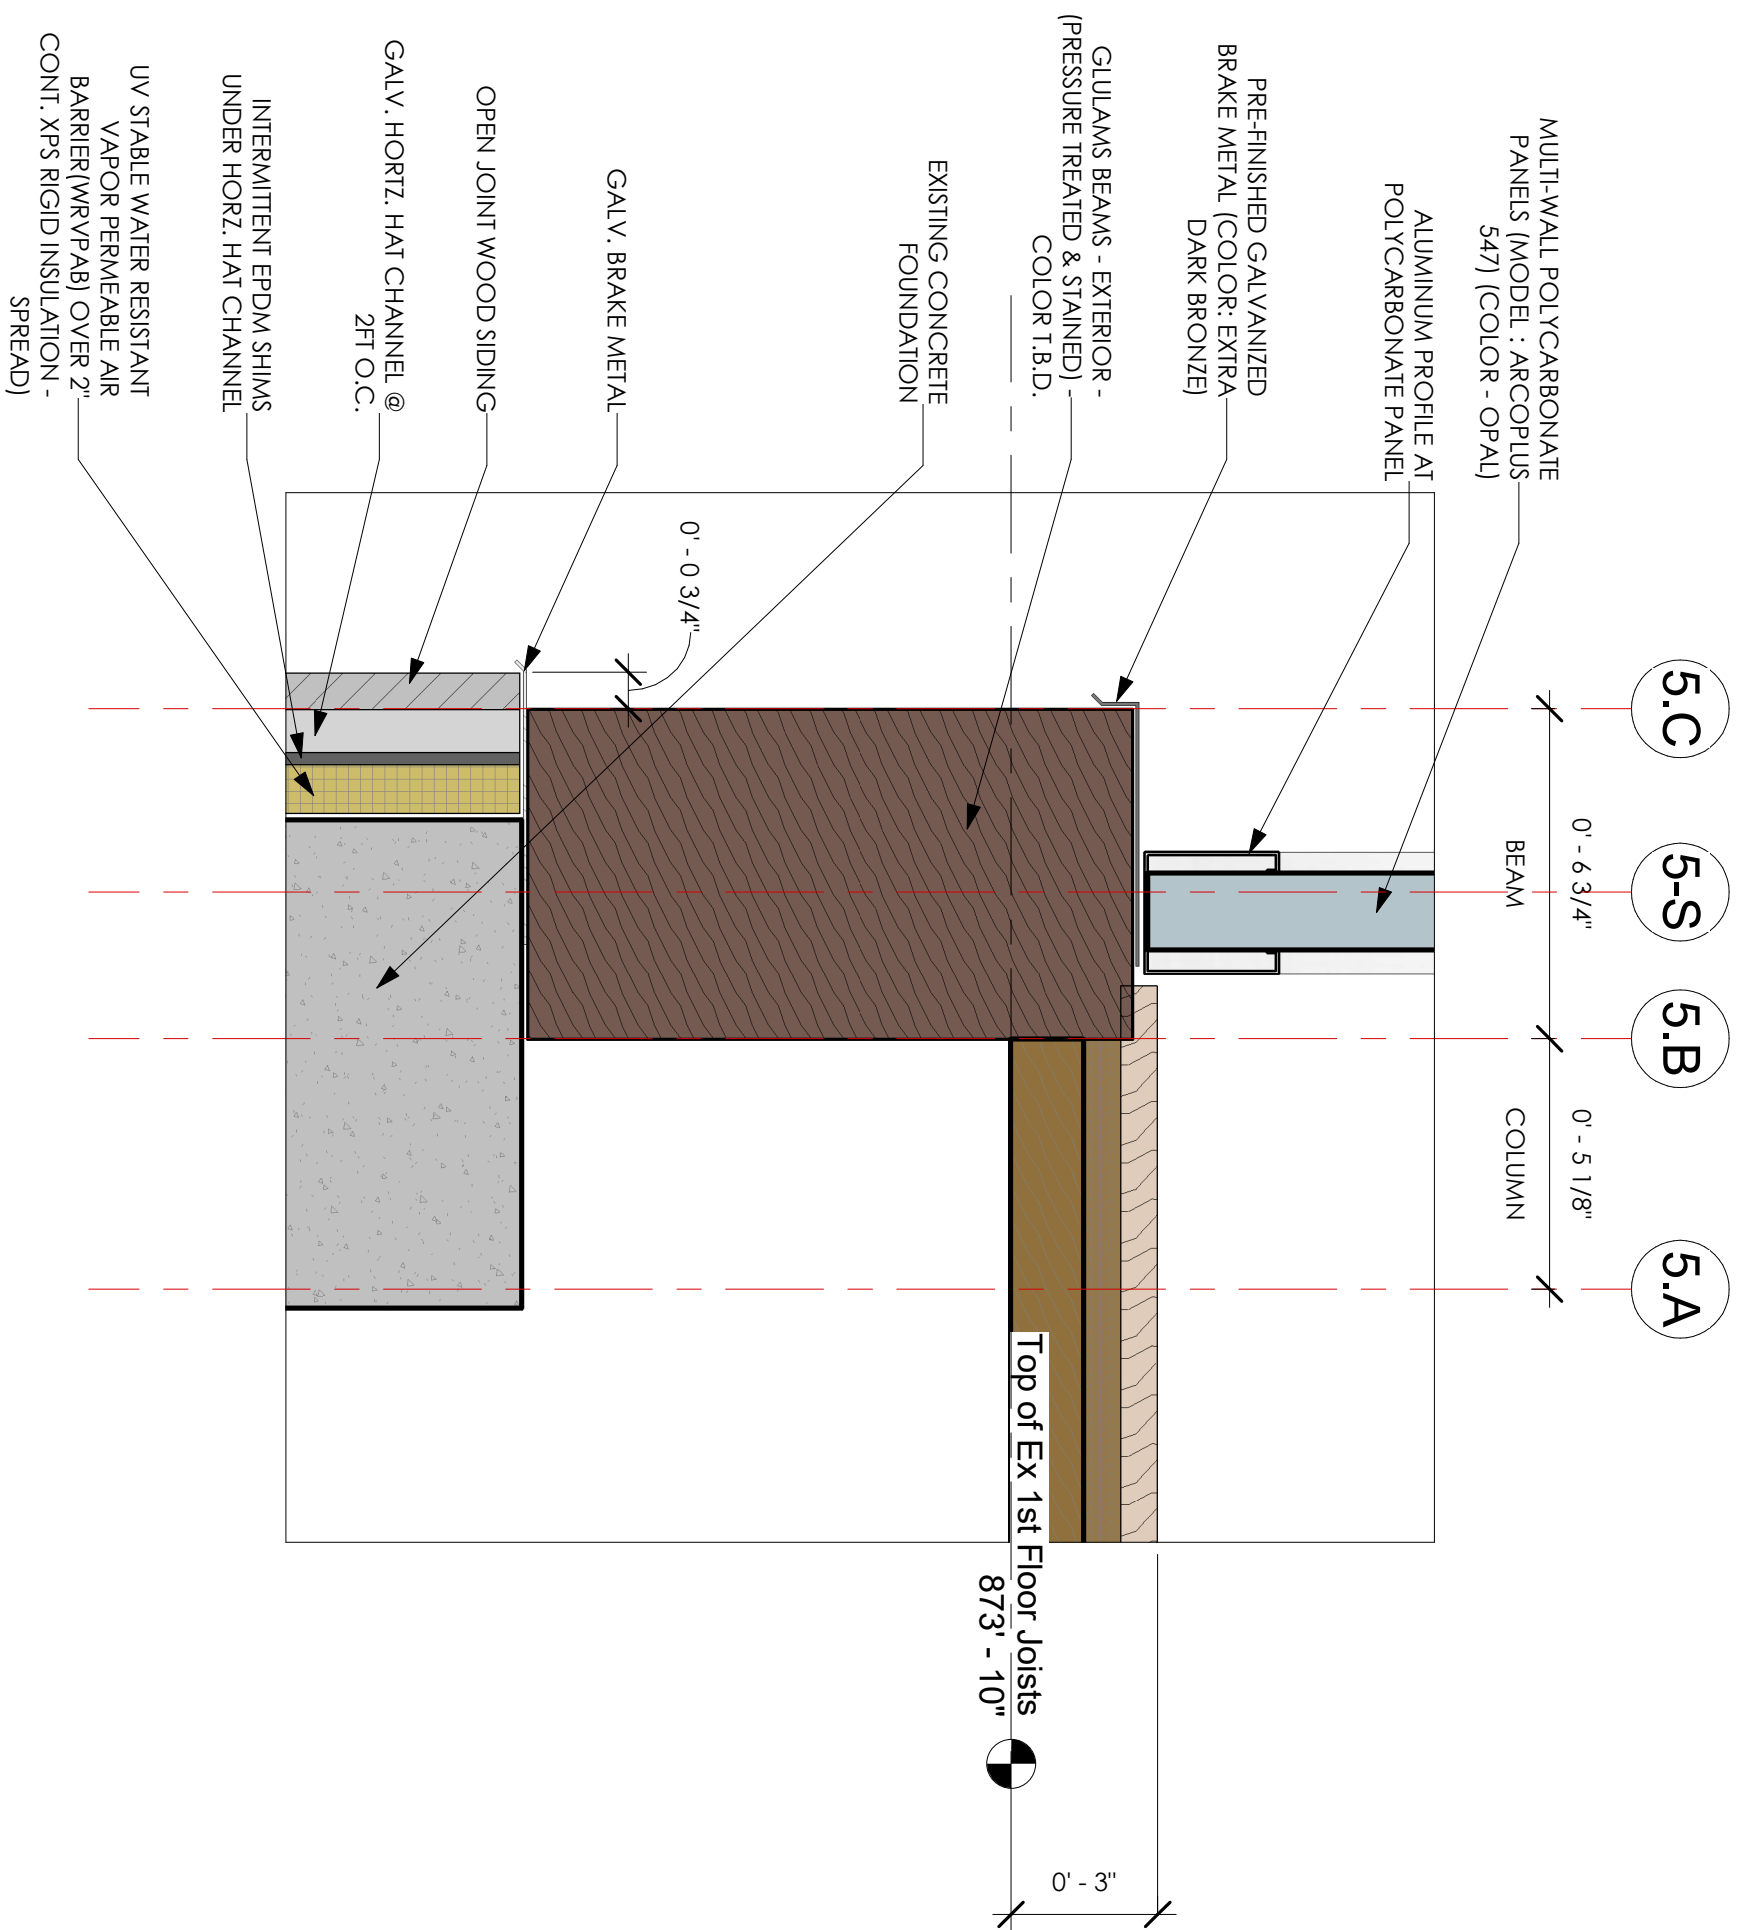 5.C
5-S
5.B
5.A
0' - 6 3/4"
BEAM
0' - 5 1/8"
COLUMN
MULTI-WALL POLYCARBONATE
PANELS (MODEL : ARCOPLUS
547) (COLOR - OPAL)
ALUMINUM PROFILE AT
POLYCARBONATE PANEL
PRE-FINISHED GALVANIZED
BRAKE METAL (COLOR: EXTRA
DARK BRONZE)
GLULAMS BEAMS - EXTERIOR -
(PRESSURE TREATED & STAINED) -
COLOR T.B.D.
EXISTING CONCRETE
FOUNDATION
GALV. BRAKE METAL
OPEN JOINT WOOD SIDING
GALV. HORTZ. HAT CHANNEL @
2FT O.C.
INTERMITTENT EPDM SHIMS
UNDER HORZ. HAT CHANNEL
UV STABLE WATER RESISTANT
VAPOR PERMEABLE AIR
BARRIER(WRVPAB) OVER 2"
CONT. XPS RIGID INSULATION -
SPREAD)
0' - 0 3/4"
Top of Ex 1st Floor Joists
873' - 10"
0' - 3"